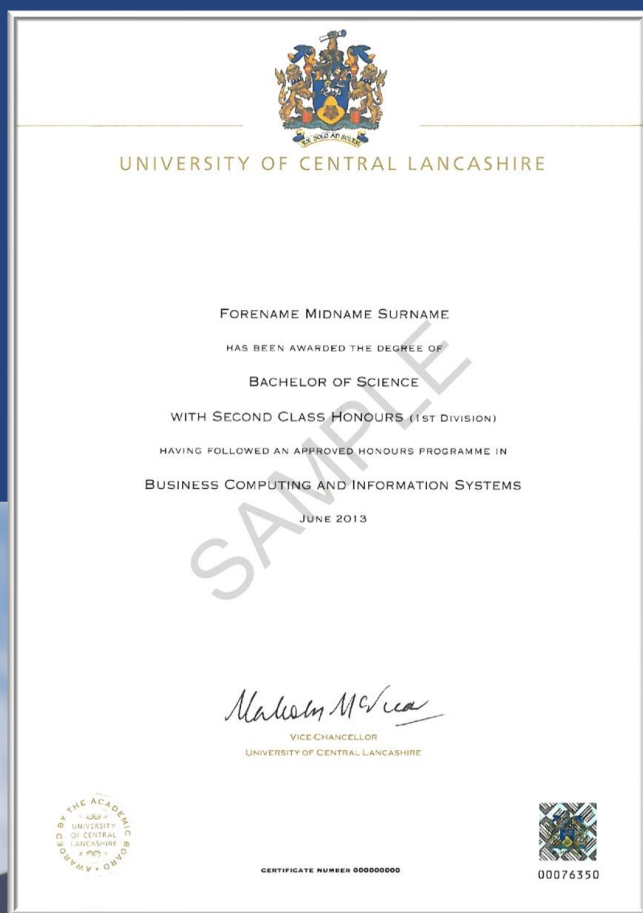 EX SOLO AD SOLEM
UNIVERSITY OF CENTRAL LANCASHIRE
FORENAME MIDNAME SURNAME
HAS BEEN AWARDED THE DEGREE OF
BACHELOR OF SCIENCE
WITH SECOND CLASS HONOURS (1ST DIVISION)
HAVING FOLLOWED AN APPROVED HONOURS PROGRAMME IN
BUSINESS COMPUTING AND INFORMATION SYSTEMS
JUNE 2013
SAMPLE
Malcolm McVicar
VICE-CHANCELLOR
UNIVERSITY OF CENTRAL LANCASHIRE
AWARDED BY THE ACADEMIC BOARD
UNIVERSITY
OF CENTRAL
LANCASHIRE
CERTIFICATE NUMBER 000000000
00076350